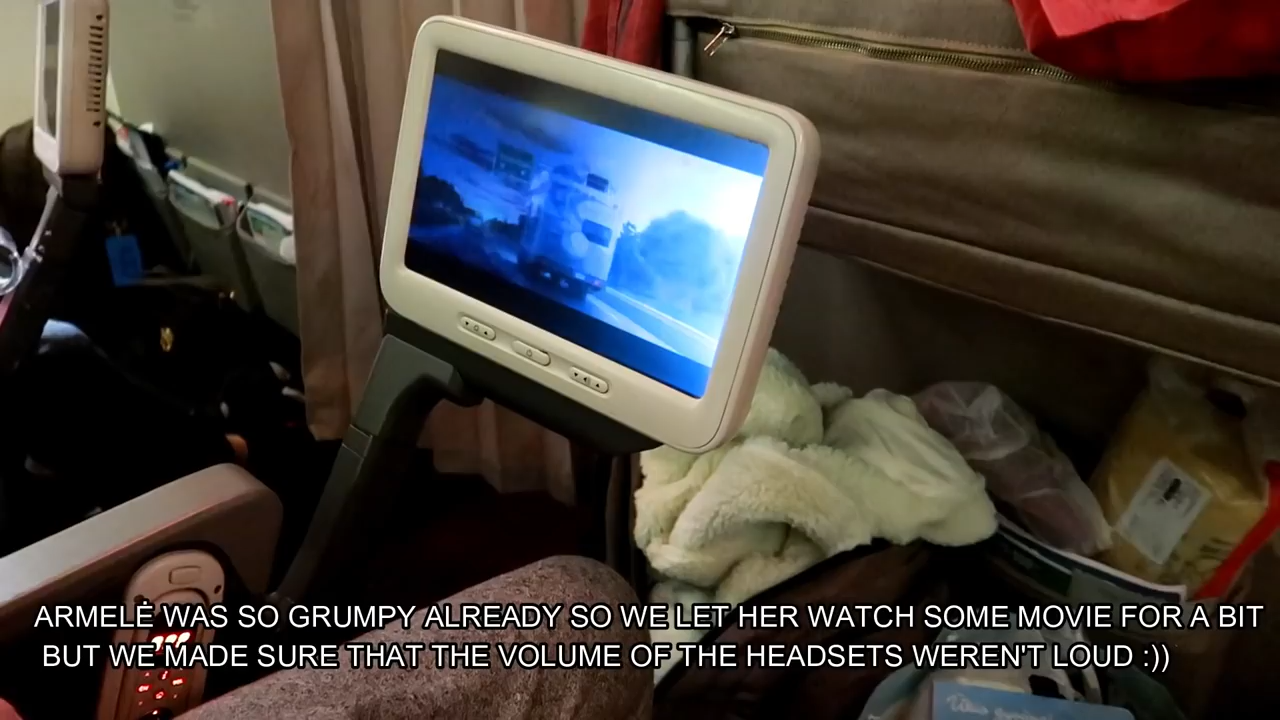 ARMELĖ WAS SO GRUMPY ALREADY SO WE LET HER WATCH SOME MOVIE FOR A BIT
BUT WE MADE SURE THAT THE VOLUME OF THE HEADSETS WEREN'T LOUD :))